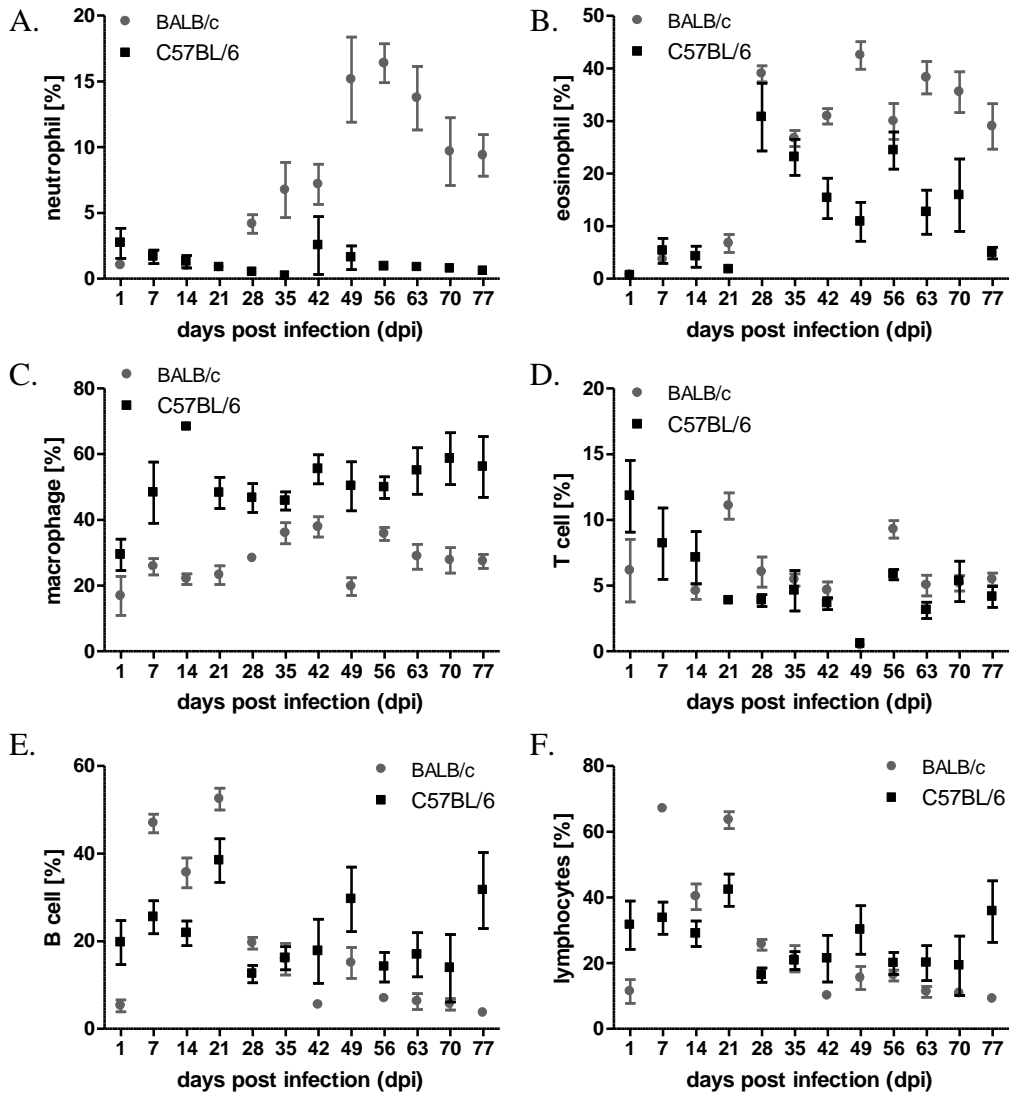 A.
BALB/c
C57BL/6
neutrophil [%]
20
15
10
5
0
1 7 14 21 28 35 42 49 56 63 70 77
days post infection (dpi)
B.
BALB/c
C57BL/6
eosinophil [%]
50
40
30
20
10
0
1 7 14 21 28 35 42 49 56 63 70 77
days post infection (dpi)
C.
BALB/c
C57BL/6
macrophage [%]
80
60
40
20
0
1 7 14 21 28 35 42 49 56 63 70 77
days post infection (dpi)
D.
BALB/c
C57BL/6
T cell [%]
20
15
10
5
0
1 7 14 21 28 35 42 49 56 63 70 77
days post infection (dpi)
E.
BALB/c
C57BL/6
B cell [%]
60
40
20
0
1 7 14 21 28 35 42 49 56 63 70 77
days post infection (dpi)
F.
BALB/c
C57BL/6
lymphocytes [%]
80
60
40
20
0
1 7 14 21 28 35 42 49 56 63 70 77
days post infection (dpi)